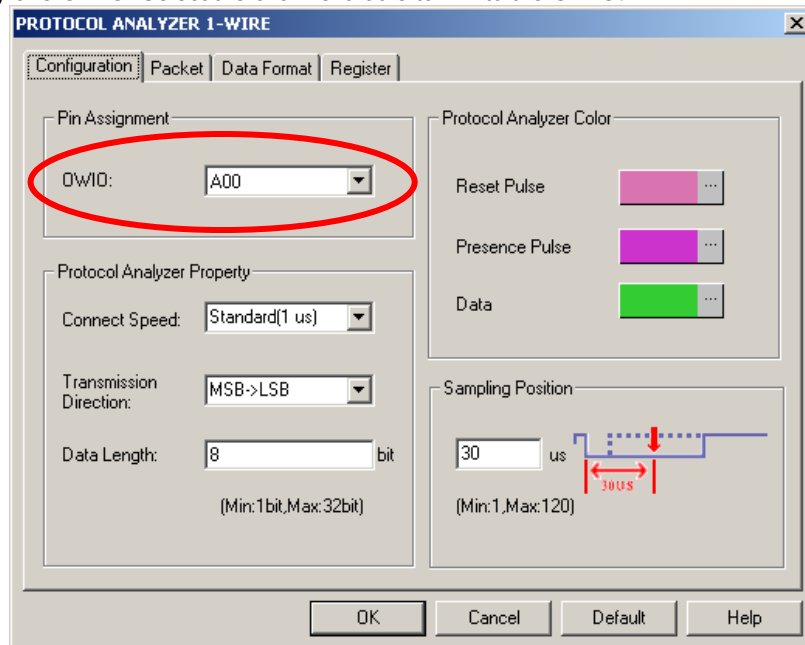 PROTOCOL ANALYZER 1-WIRE
Configuration Packet Data Format Register
Pin Assignment
OWIO: A00
Protocol Analyzer Color
Reset Pulse ...
Presence Pulse ...
Data ...
Protocol Analyzer Property
Connect Speed: Standard(1 us)
Transmission Direction: MSB->LSB
Data Length: 8 bit
(Min:1bit,Max:32bit)
Sampling Position
30 us
30US
(Min:1,Max:120)
OK Cancel Default Help